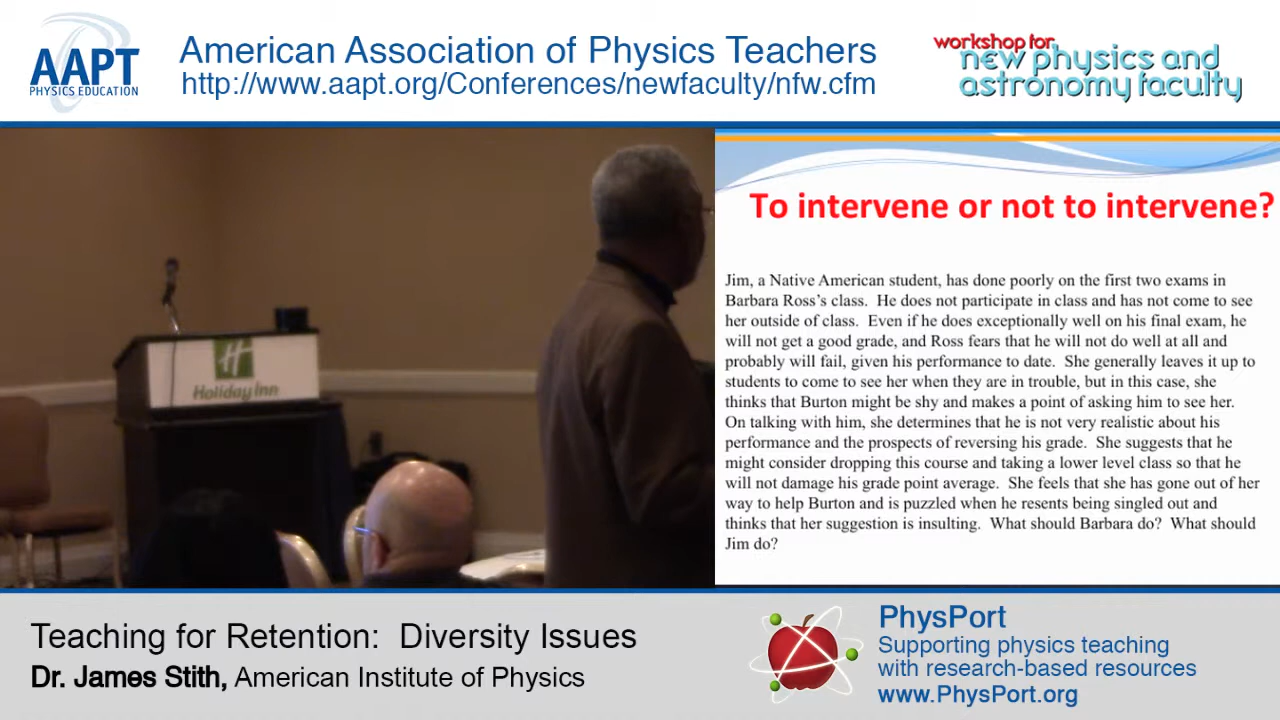 AAPT
PHYSICS EDUCATION
American Association of Physics Teachers
http://www.aapt.org/Conferences/newfaculty/nfw.cfm
workshop for
new physics and
astronomy faculty
To intervene or not to intervene?
Jim, a Native American student, has done poorly on the first two exams in
Barbara Ross's class. He does not participate in class and has not come to see
her outside of class. Even if he does exceptionally well on his final exam, he
will not get a good grade, and Ross fears that he will not do well at all and
probably will fail, given his performance to date. She generally leaves it up to
students to come to see her when they are in trouble, but in this case, she
thinks that Burton might be shy and makes a point of asking him to see her.
On talking with him, she determines that he is not very realistic about his
performance and the prospects of reversing his grade. She suggests that he
might consider dropping this course and taking a lower level class so that he
will not damage his grade point average. She feels that she has gone out of her
way to help Burton and is puzzled when he resents being singled out and
thinks that her suggestion is insulting. What should Barbara do? What should
Jim do?
H
Holiday Inn
Teaching for Retention: Diversity Issues
Dr. James Stith, American Institute of Physics
PhysPort
Supporting physics teaching
with research-based resources
www.PhysPort.org